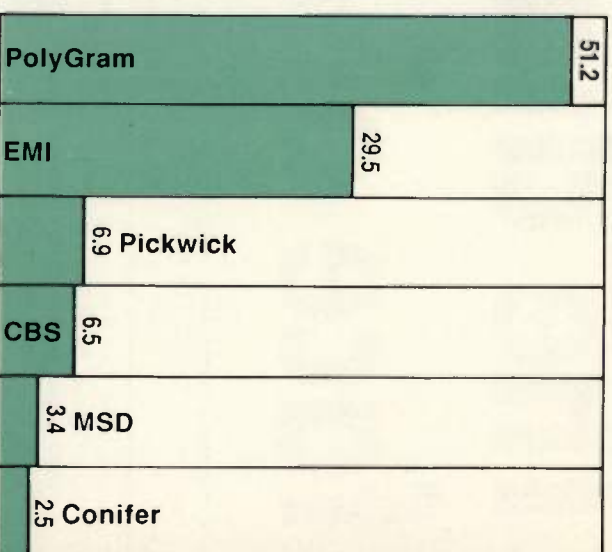 PolyGram 51.2
EMI 29.5
6.9 Pickwick
CBS 6.5
3.4 MSD
2.5 Conifer